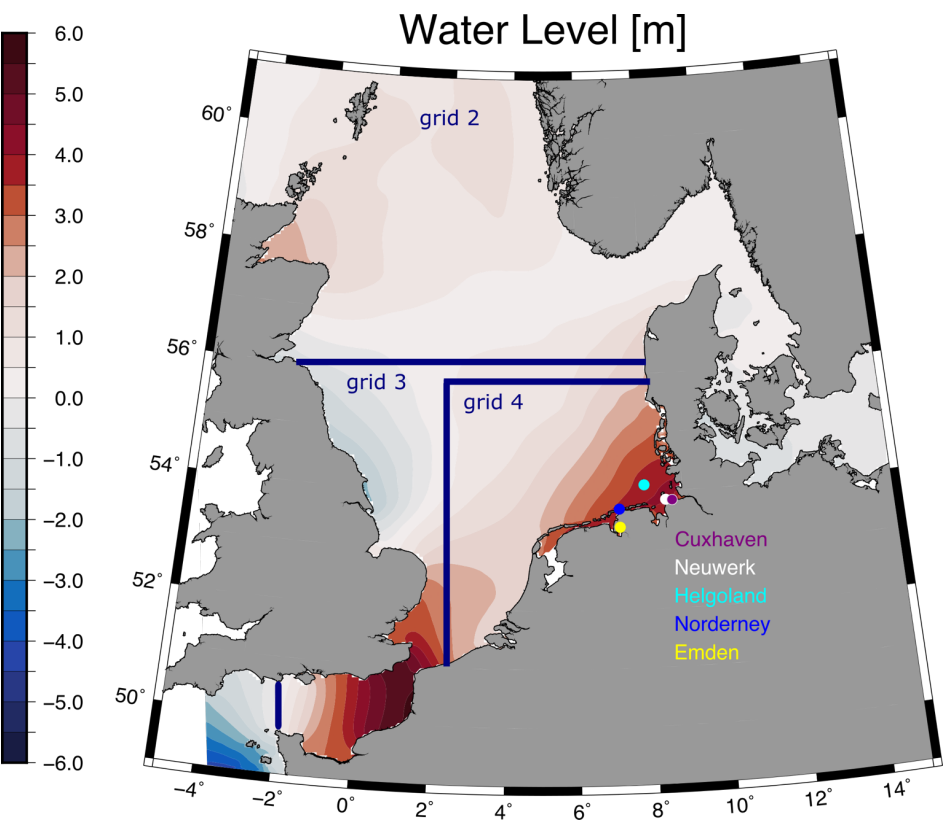 Water Level [m]
6.0
5.0
4.0
3.0
2.0
1.0
0.0
−1.0
−2.0
−3.0
−4.0
−5.0
−6.0
60°
58°
56°
54°
52°
50°
grid 2
grid 3
grid 4
Cuxhaven
Neuwerk
Helgoland
Norderney
Emden
−4° −2° 0° 2° 4° 6° 8° 10° 12° 14°